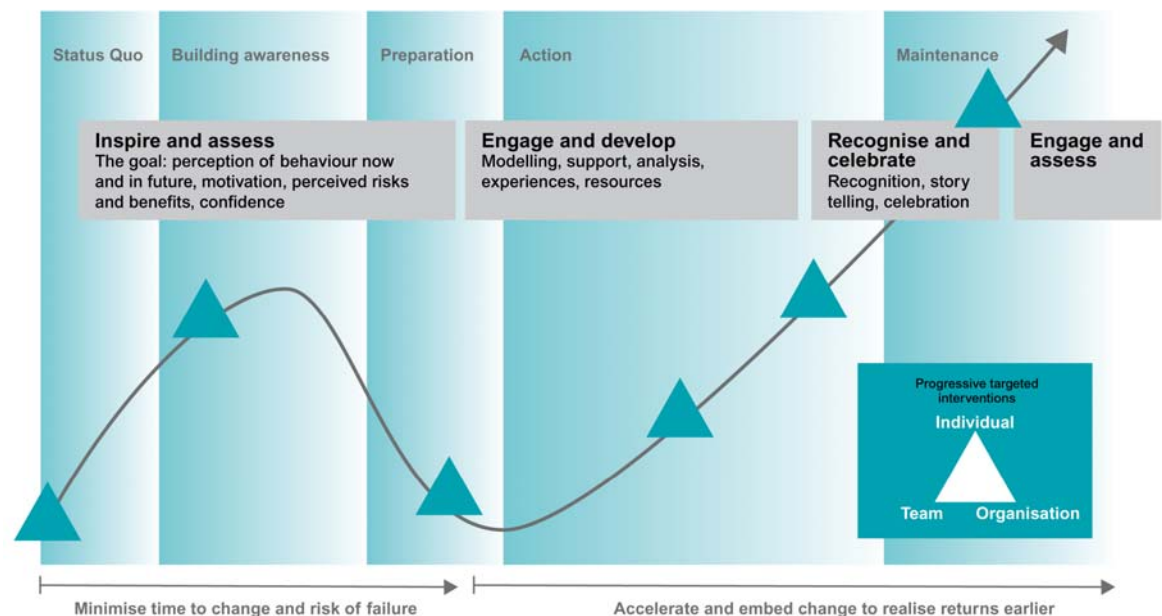 Status Quo
Building awareness
Preparation
Action
Maintenance
Inspire and assess
The goal: perception of behaviour now
and in future, motivation, perceived risks
and benefits, confidence
Engage and develop
Modelling, support, analysis,
experiences, resources
Recognise and
celebrate
Recognition, story
telling, celebration
Engage and
assess
Progressive targeted
interventions
Individual
Team
Organisation
Minimise time to change and risk of failure
Accelerate and embed change to realise returns earlier